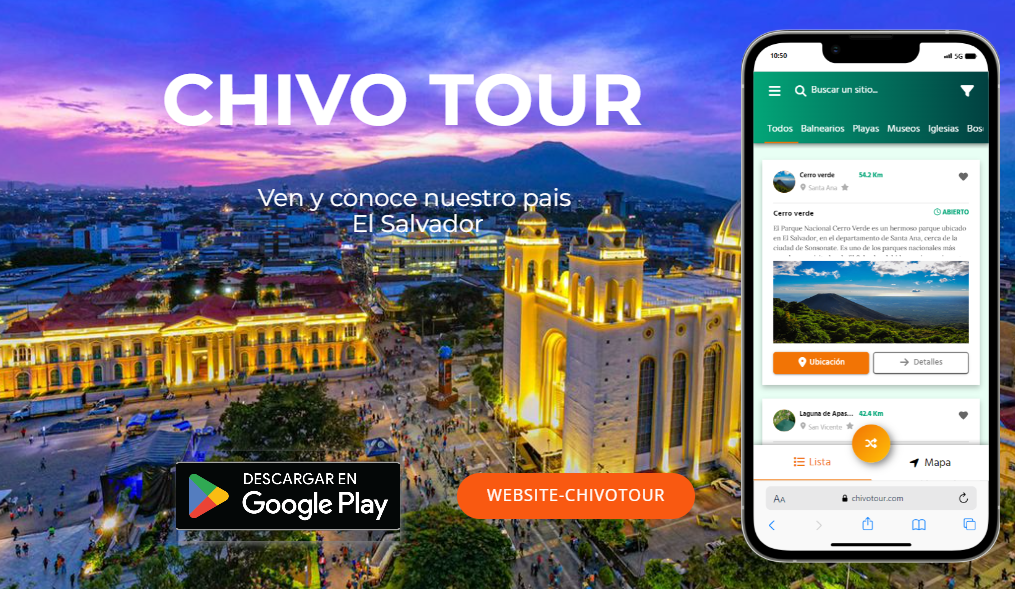 CHIVO TOUR
Ven y conoce nuestro pais
El Salvador
DESCARGAR EN
Google Play
WEBSITE-CHIVOTOUR
10:50
5G
Buscar un sitio...
Todos Balnearios Playas Museos Iglesias Bos
Cerro verde 54.2 Km
Santa Ana
Cerro verde ABIERTO
El Parque Nacional Cerro Verde es un hermoso parque ubicado
en El Salvador, en el departamento de Santa Ana, cerca de la
ciudad de Sonsonate. Es uno de los parques nacionales más
Ubicación Detalles
Laguna de Apas... 42.4 Km
San Vicente
Lista Mapa
AA chivotour.com